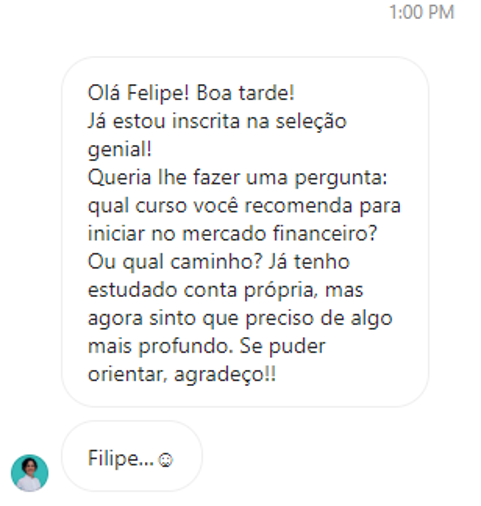 1:00 PM
Olá Felipe! Boa tarde!
Já estou inscrita na seleção
genial!
Queria lhe fazer uma pergunta:
qual curso você recomenda para
iniciar no mercado financeiro?
Ou qual caminho? Já tenho
estudado conta própria, mas
agora sinto que preciso de algo
mais profundo. Se puder
orientar, agradeço!!
Filipe...☺